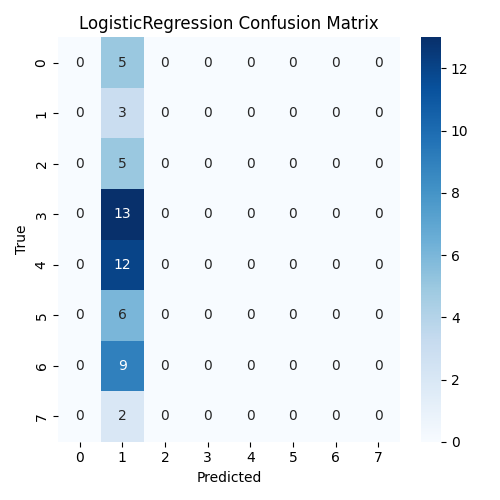 LogisticRegression Confusion Matrix
0 0 5 0 0 0 0 0 0
1 0 3 0 0 0 0 0 0
2 0 5 0 0 0 0 0 0
3 0 13 0 0 0 0 0 0
4 0 12 0 0 0 0 0 0
5 0 6 0 0 0 0 0 0
6 0 9 0 0 0 0 0 0
7 0 2 0 0 0 0 0 0
0 1 2 3 4 5 6 7
True
Predicted
12
10
8
6
4
2
0